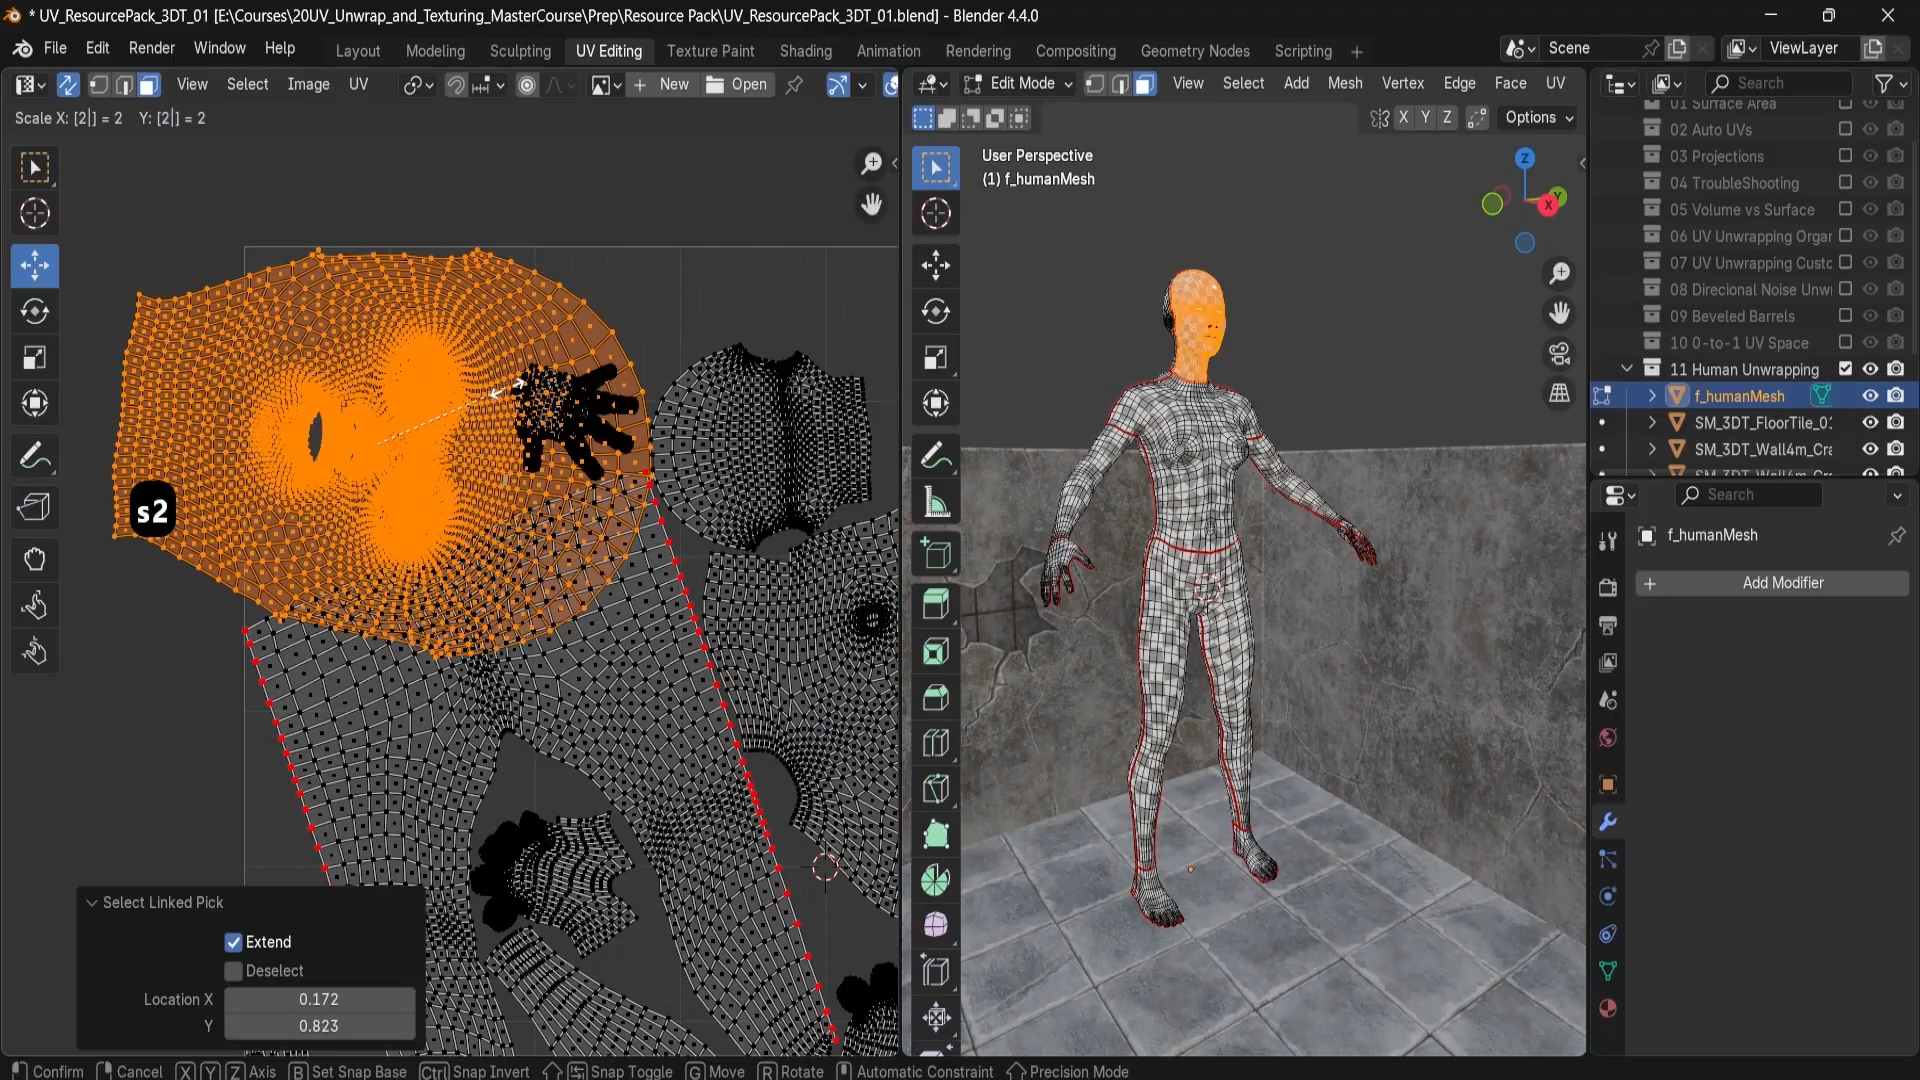 * UV_ResourcePack_3DT_01 [E:\Courses\20UV_Unwrap_and_Texturing_MasterCourse\Prep\Resource Pack\UV_ResourcePack_3DT_01.blend] - Blender 4.4.0
File Edit Render Window Help
Layout Modeling Sculpting UV Editing Texture Paint Shading Animation Rendering Compositing Geometry Nodes Scripting +
Scene
ViewLayer
View Select Image UV
New Open
Edit Mode View Select Add Mesh Vertex Edge Face UV
Search
Scale X: [2|] = 2 Y: [2|] = 2
X Y Z Options
User Perspective
(1) f_humanMesh
Z
Y
X
01 Surface Area
02 Auto UVs
03 Projections
04 TroubleShooting
05 Volume vs Surface
06 UV Unwrapping Orgar
07 UV Unwrapping Custc
08 Direcional Noise Unwi
09 Beveled Barrels
10 0-to-1 UV Space
11 Human Unwrapping
f_humanMesh
SM_3DT_FloorTile_01
SM_3DT_Wall4m_Cra
Search
f_humanMesh
Add Modifier
s2
Select Linked Pick
Extend
Deselect
Location X 0.172
Y 0.823
Confirm Cancel X Y Z Axis B Set Snap Base Ctrl Snap Invert Snap Toggle G Move R Rotate Automatic Constraint Precision Mode